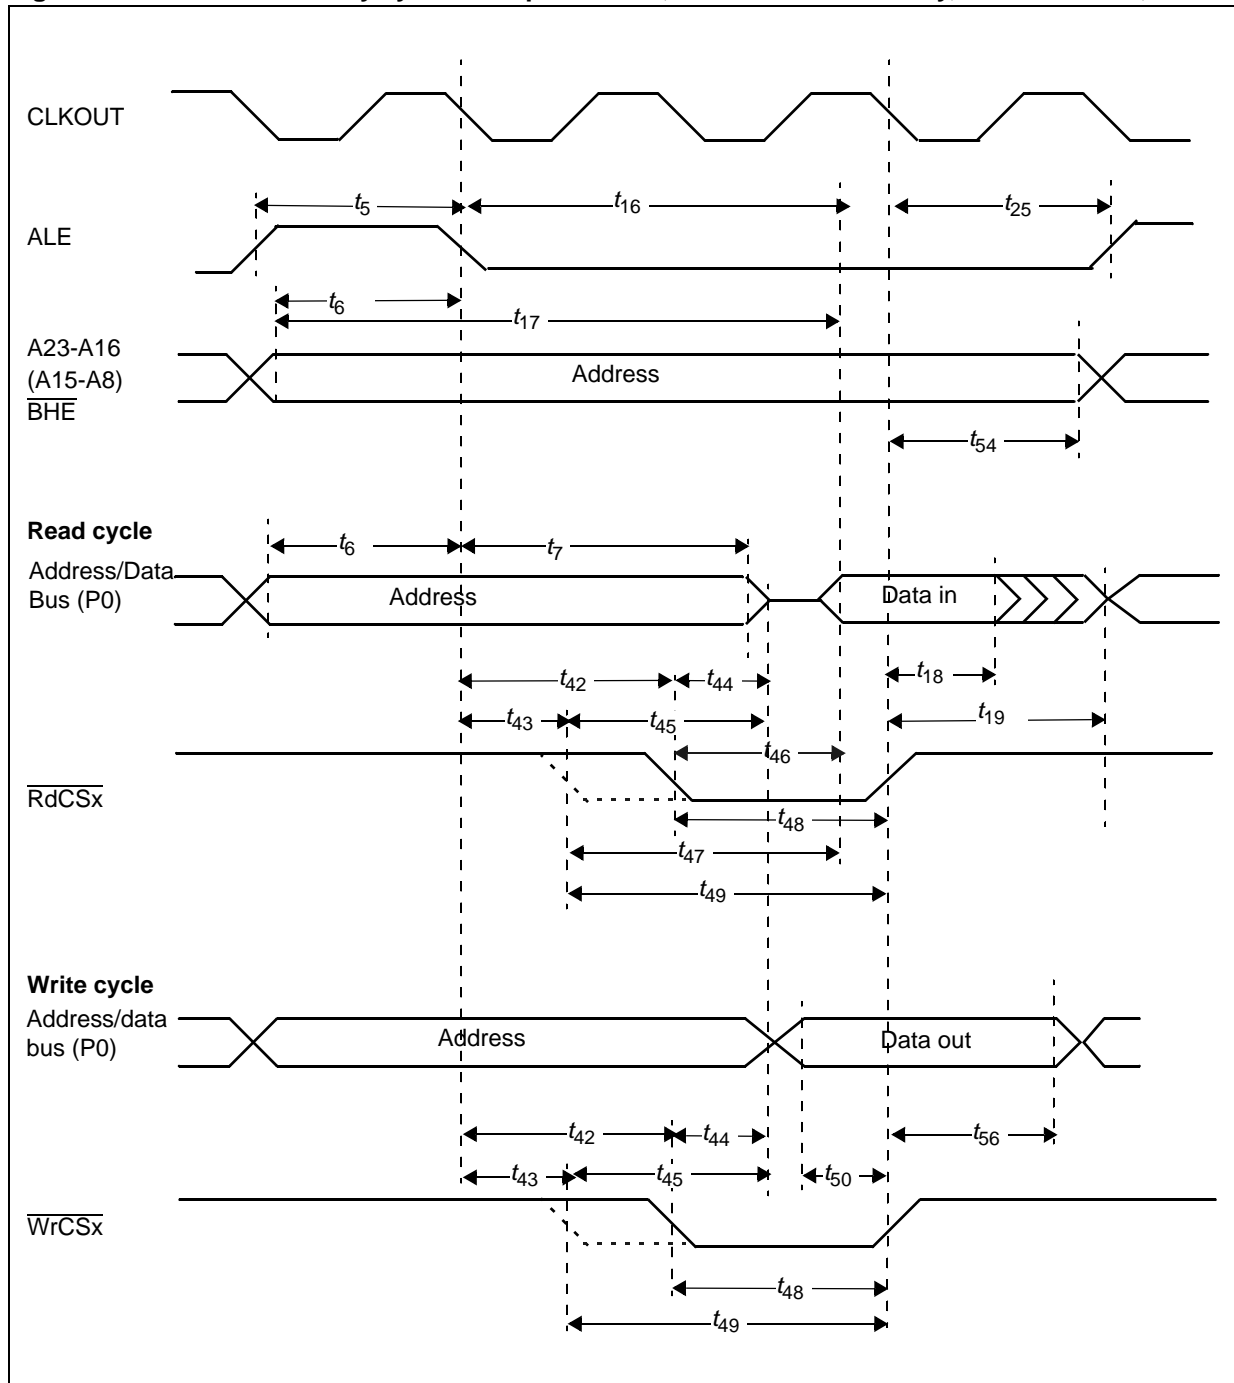 CLKOUT
t5
t16
t25
ALE
t6
t17
A23-A16
(A15-A8)
BHE
Address
t54
Read cycle
t6
t7
Address/Data
Bus (P0)
Address
Data in
t42
t44
t18
t43
t45
t19
t46
RdCSx
t48
t47
t49
Write cycle
Address/data
bus (P0)
Address
Data out
t42
t44
t56
t43
t45
t50
WrCSx
t48
t49